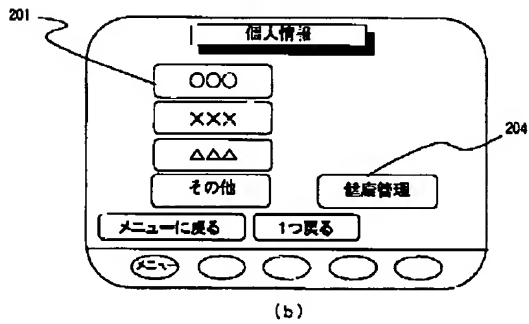 201
個人情報
○○○
×××
△△△
204
その他
健康管理
メニューに戻る
1つ戻る
メニュー
(b)